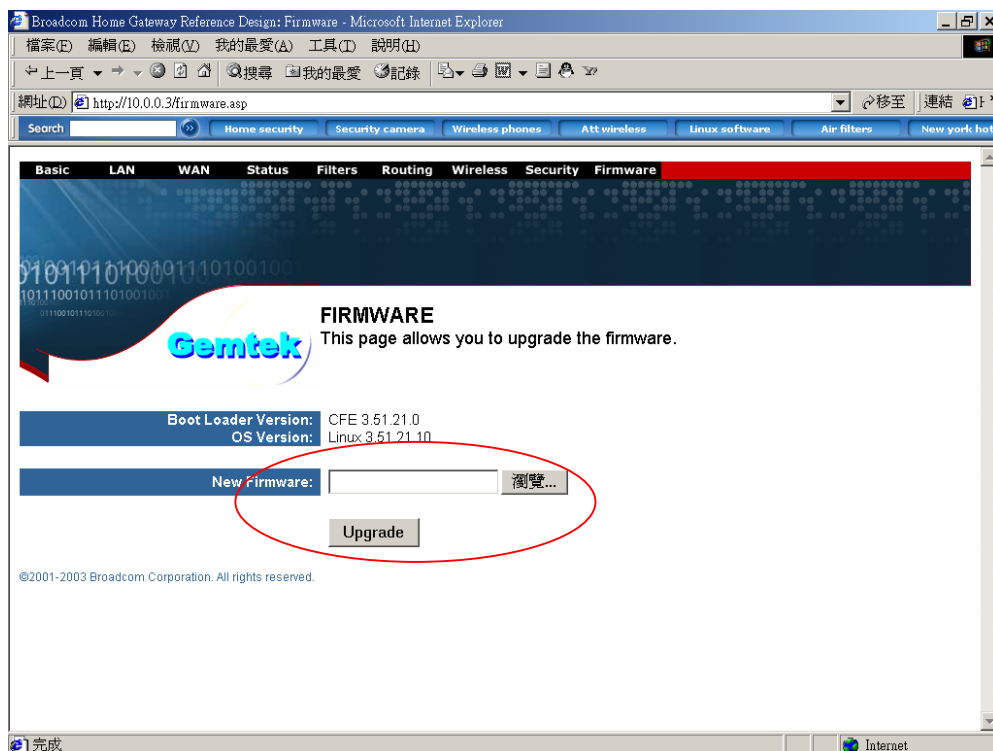 Broadcom Home Gateway Reference Design: Firmware - Microsoft Internet Explorer
檔案(F) 編輯(E) 檢視(V) 我的最愛(A) 工具(T) 說明(H)
上一頁 搜尋 我的最愛 記錄
網址(D) http://10.0.0.3/firmware.asp 移至 連結
Search Home security Security camera Wireless phones Att wireless Linux software Air filters New york hot
Basic LAN WAN Status Filters Routing Wireless Security Firmware
Gemtek
FIRMWARE
This page allows you to upgrade the firmware.
Boot Loader Version: CFE 3.51.21.0
OS Version: Linux 3.51.21.10
New Firmware: 瀏覽...
Upgrade
©2001-2003 Broadcom Corporation. All rights reserved.
完成 Internet